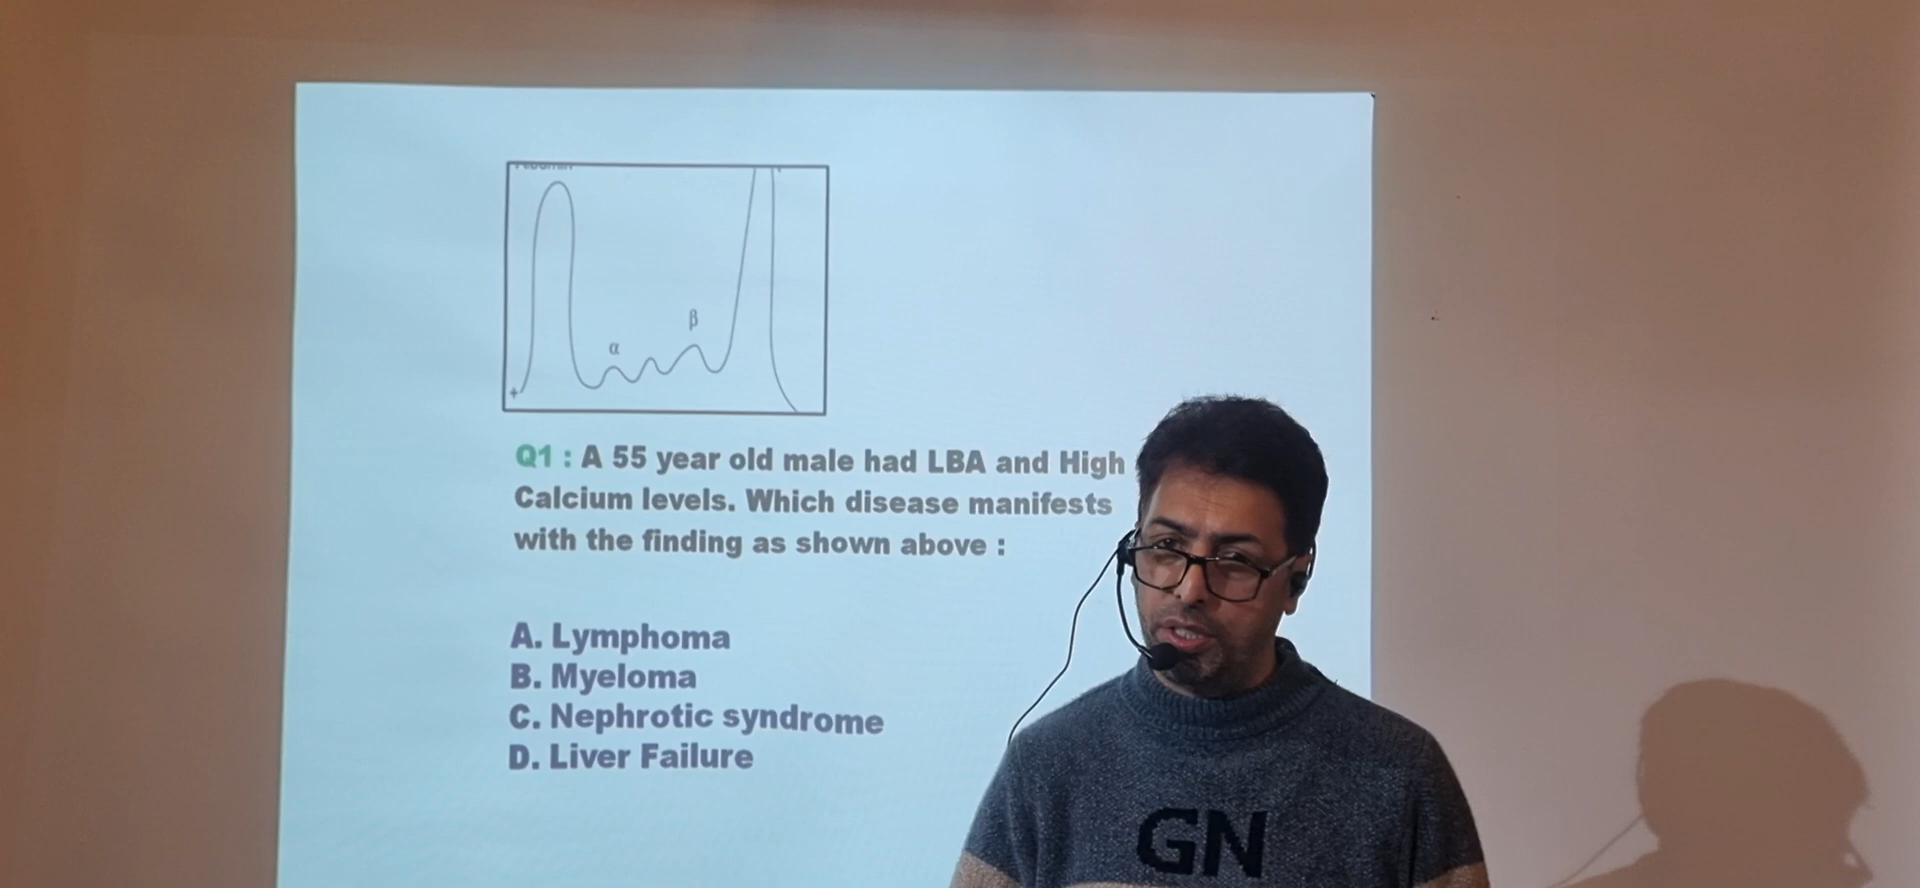 α
β
+
Q1 : A 55 year old male had LBA and High
Calcium levels. Which disease manifests
with the finding as shown above :
A. Lymphoma
B. Myeloma
C. Nephrotic syndrome
D. Liver Failure
GN